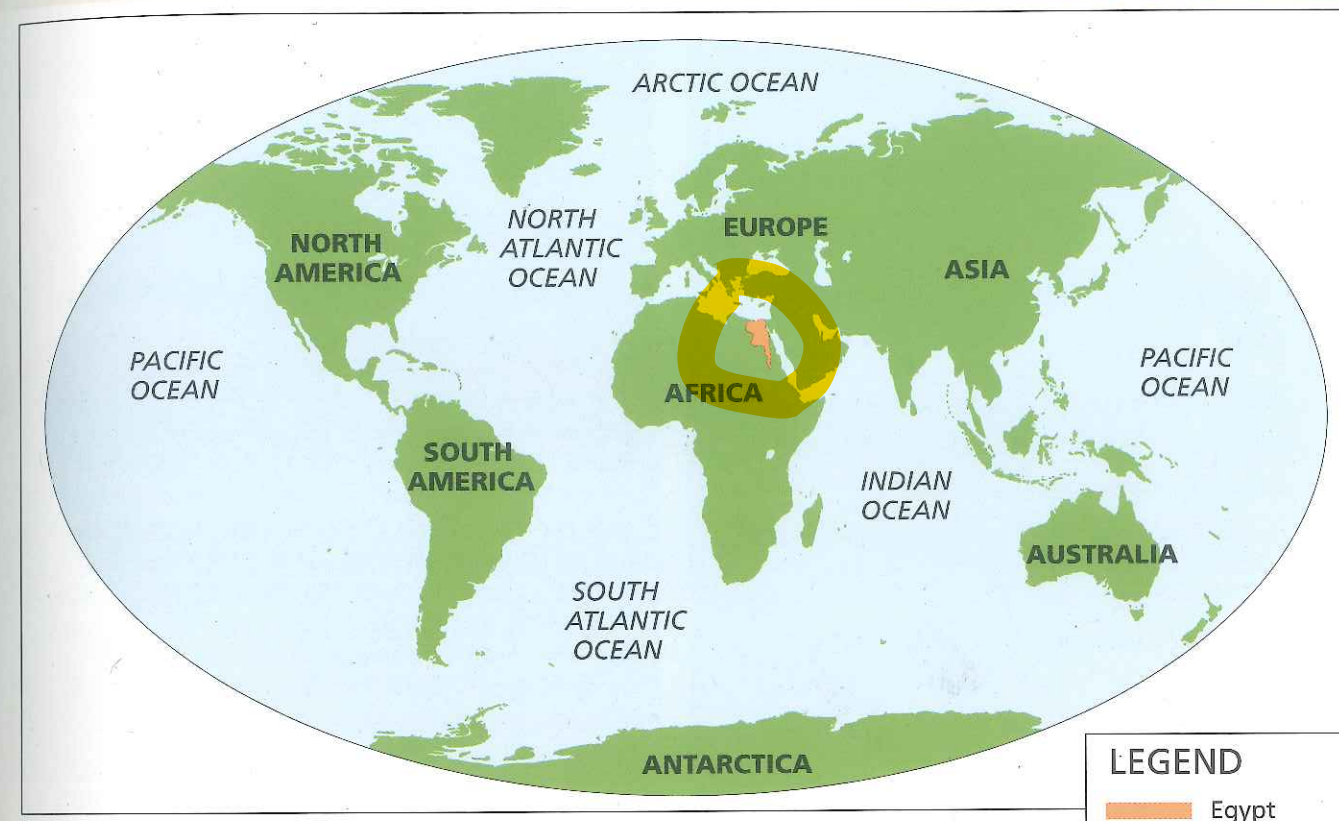 ARCTIC OCEAN
NORTH
ATLANTIC
OCEAN
EUROPE
NORTH
AMERICA
ASIA
PACIFIC
OCEAN
PACIFIC
OCEAN
AFRICA
SOUTH
AMERICA
INDIAN
OCEAN
AUSTRALIA
SOUTH
ATLANTIC
OCEAN
ANTARCTICA
LEGEND
Egypt